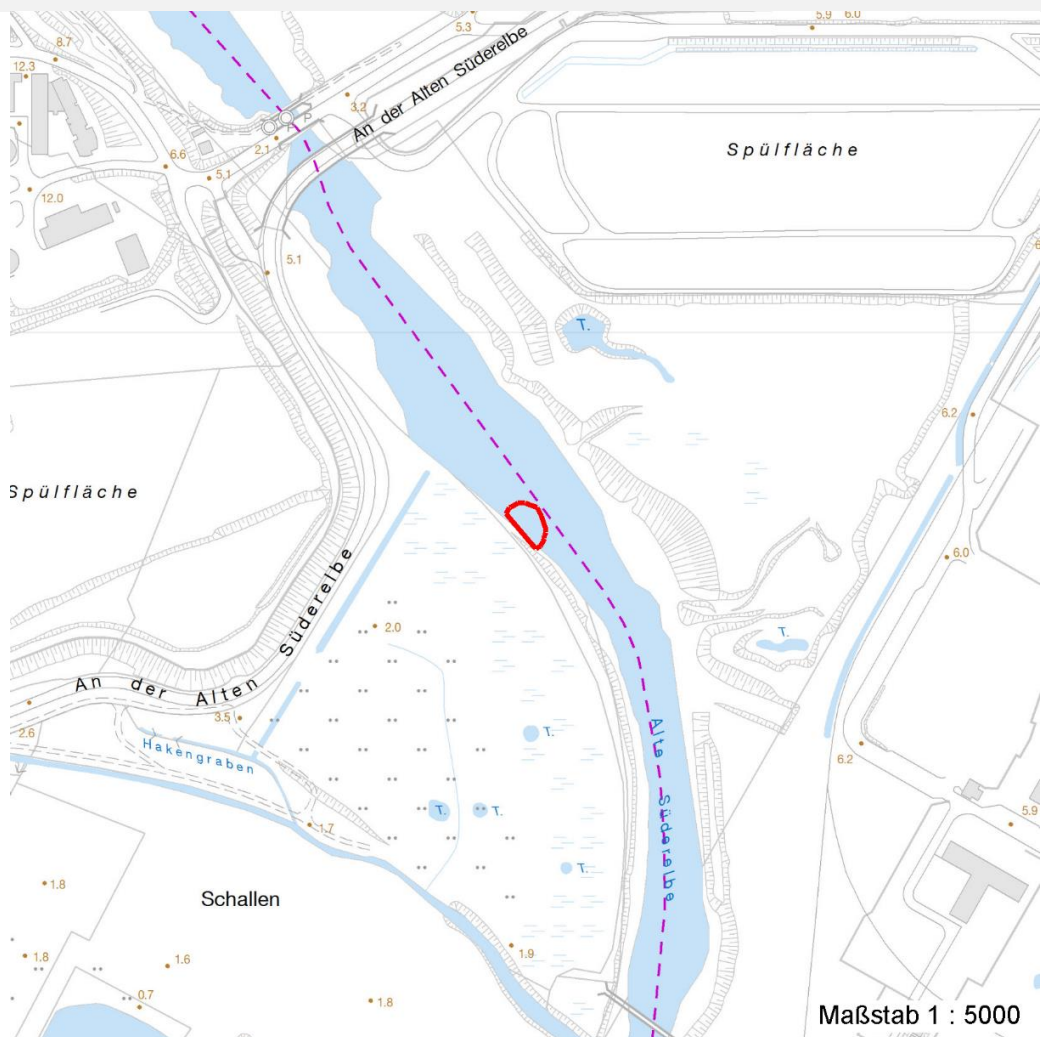 5.9 6.0
5.3
8.7
12.3
3.2
An der Alten Süderelbe
P P
2.1
Spülfläche
6.6
5.1
12.0
5.1
T.
6.2
Spülfläche
6.0
An der Alten Süderelbe
2.0
T.
2.6
3.5
T.
Hakengraben
Alte Süderelbe
6.2
T. T.
1.7
5.9
T.
1.8
Schallen
1.9
1.8
1.6
0.7
1.8
Maßstab 1 : 5000